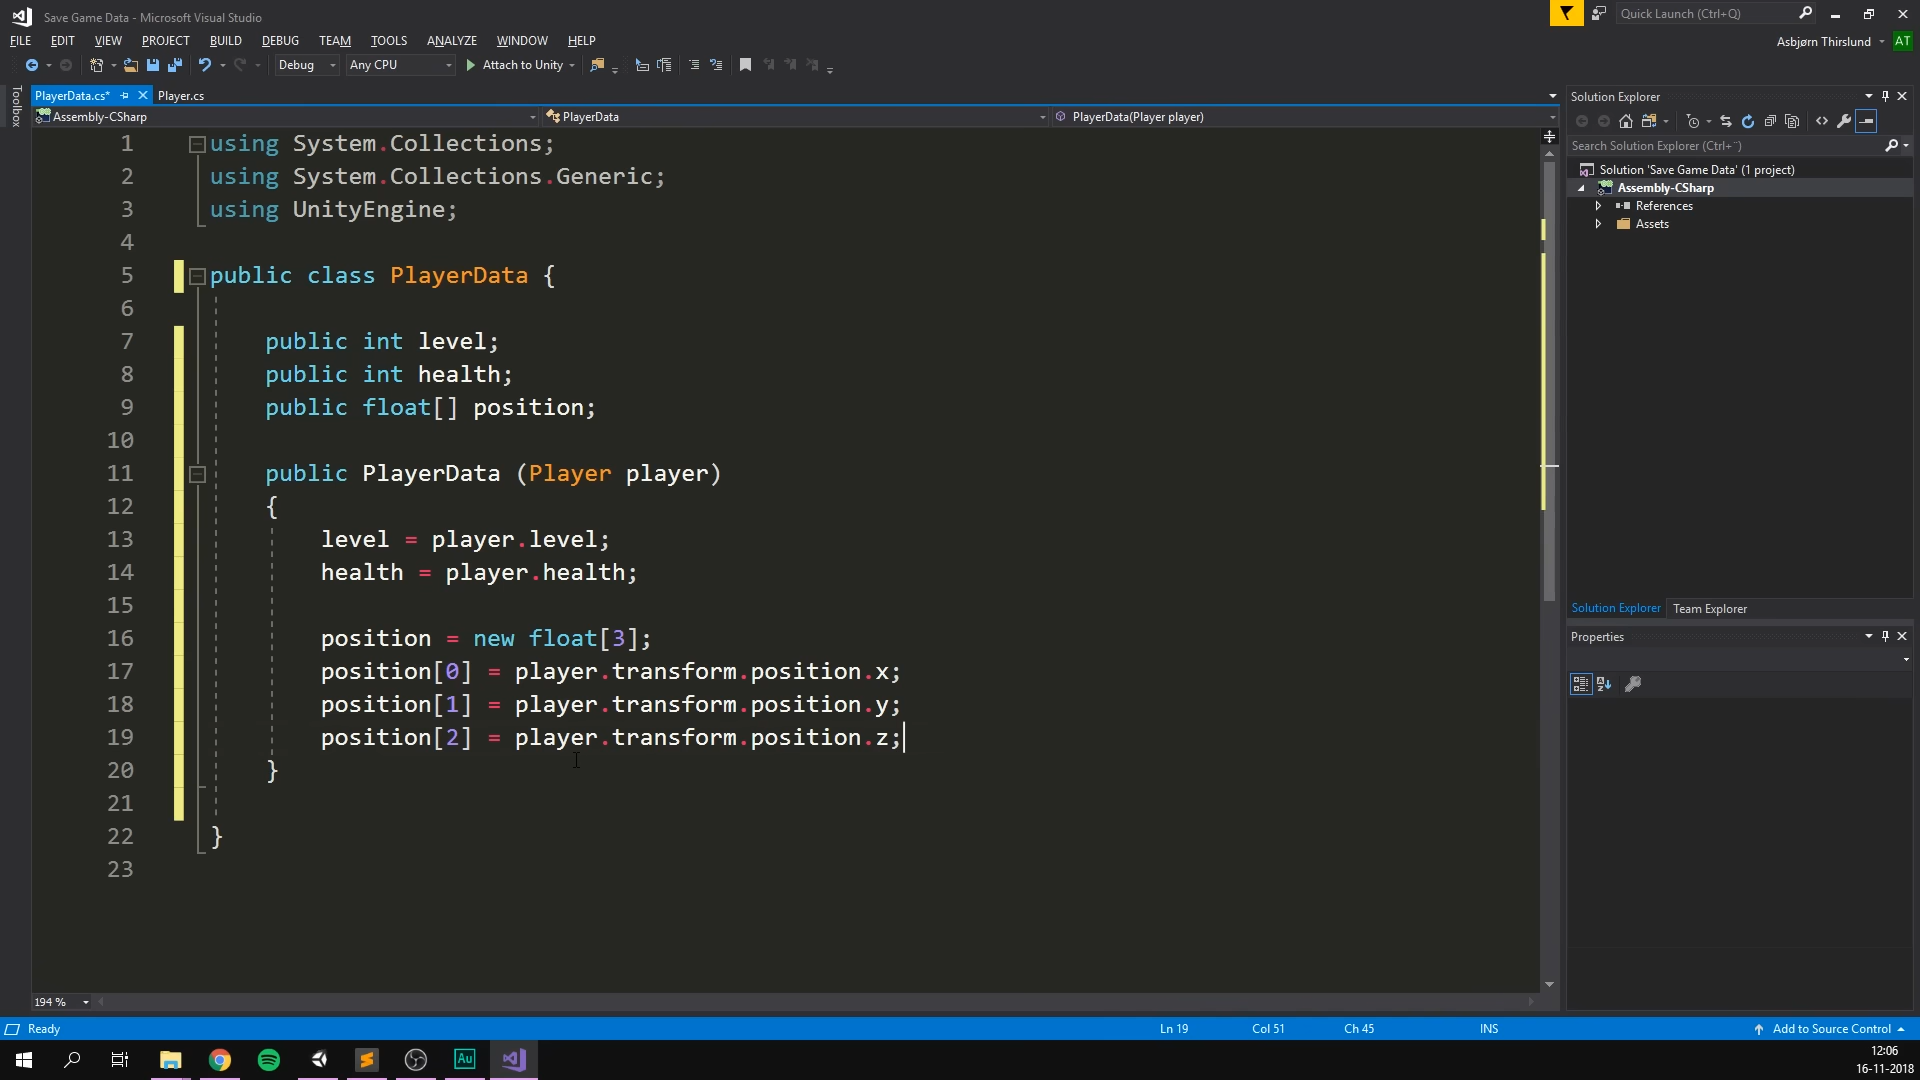 Save Game Data - Microsoft Visual Studio
Quick Launch (Ctrl+Q)
FILE EDIT VIEW PROJECT BUILD DEBUG TEAM TOOLS ANALYZE WINDOW HELP
Asbjørn Thirslund AT
Debug Any CPU Attach to Unity
Toolbox
PlayerData.cs* Player.cs
Assembly-CSharp PlayerData PlayerData(Player player)
1 using System.Collections;
2 using System.Collections.Generic;
3 using UnityEngine;
4
5 public class PlayerData {
6
7 public int level;
8 public int health;
9 public float[] position;
10
11 public PlayerData (Player player)
12 {
13 level = player.level;
14 health = player.health;
15
16 position = new float[3];
17 position[0] = player.transform.position.x;
18 position[1] = player.transform.position.y;
19 position[2] = player.transform.position.z;
20 }
21
22 }
23
194 %
Solution Explorer
Search Solution Explorer (Ctrl+¨)
Solution 'Save Game Data' (1 project)
Assembly-CSharp
References
Assets
Solution Explorer Team Explorer
Properties
Ready Ln 19 Col 51 Ch 45 INS Add to Source Control
Au
12:06
16-11-2018